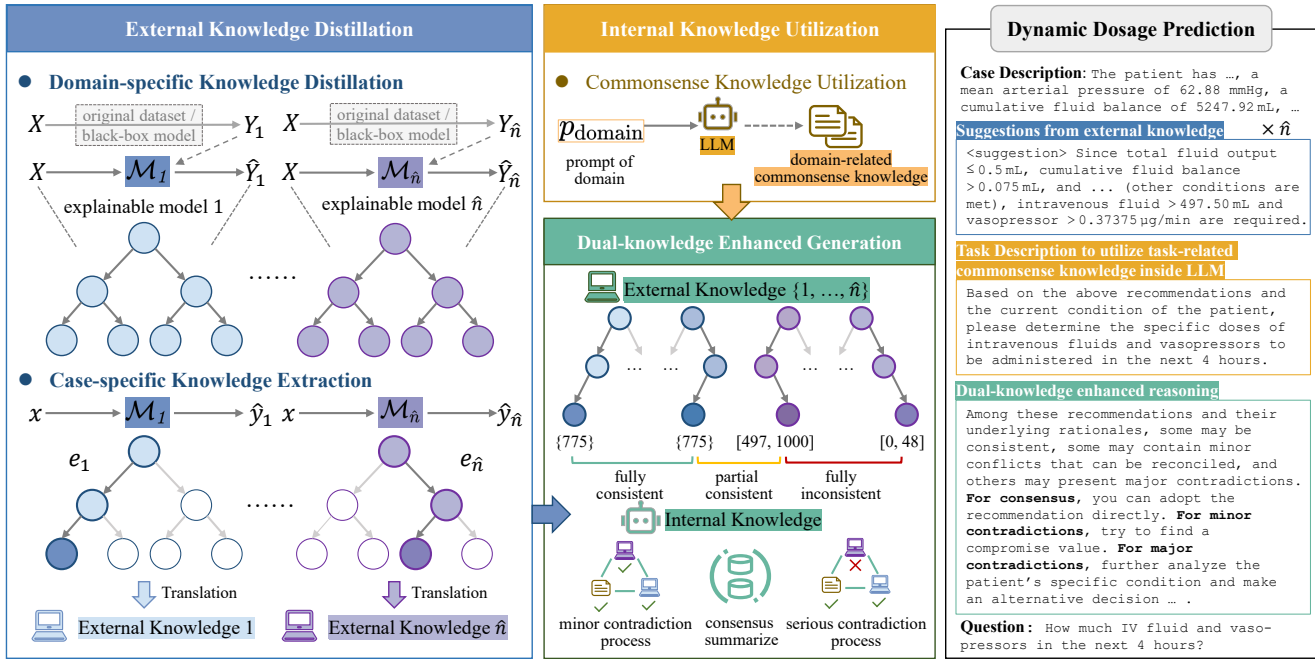 External Knowledge Distillation
● Domain-specific Knowledge Distillation
X original dataset / black-box model Y₁
X original dataset / black-box model Y_n̂
X ℳ₁ Ŷ₁
X ℳ_n̂ Ŷ_n̂
explainable model 1
explainable model n̂
……
● Case-specific Knowledge Extraction
x ℳ₁ ŷ₁
x ℳ_n̂ ŷ_n̂
e₁
e_n̂
……
Translation
Translation
External Knowledge 1
External Knowledge n̂
Internal Knowledge Utilization
● Commonsense Knowledge Utilization
p_domain
LLM
prompt of
domain
domain-related
commonsense knowledge
Dual-knowledge Enhanced Generation
External Knowledge {1, …, n̂}
… … … …
{775} {775} [497, 1000] [0, 48]
fully
consistent
partial
consistent
fully
inconsistent
Internal Knowledge
minor contradiction
process
consensus
summarize
serious contradiction
process
Dynamic Dosage Prediction
Case Description: The patient has …, a
mean arterial pressure of 62.88 mmHg, a
cumulative fluid balance of 5247.92 mL, …
Suggestions from external knowledge × n̂
<suggestion> Since total fluid output
≤ 0.5 mL, cumulative fluid balance
> 0.075 mL, and ... (other conditions are
met), intravenous fluid > 497.50 mL and
vasopressor > 0.37375 μg/min are required.
Task Description to utilize task-related
commonsense knowledge inside LLM
Based on the above recommendations and
the current condition of the patient,
please determine the specific doses of
intravenous fluids and vasopressors to
be administered in the next 4 hours.
Dual-knowledge enhanced reasoning
Among these recommendations and their
underlying rationales, some may be
consistent, some may contain minor
conflicts that can be reconciled, and
others may present major contradictions.
For consensus, you can adopt the
recommendation directly. For minor
contradictions, try to find a
compromise value. For major
contradictions, further analyze the
patient's specific condition and make
an alternative decision … .
Question : How much IV fluid and vaso-
pressors in the next 4 hours?